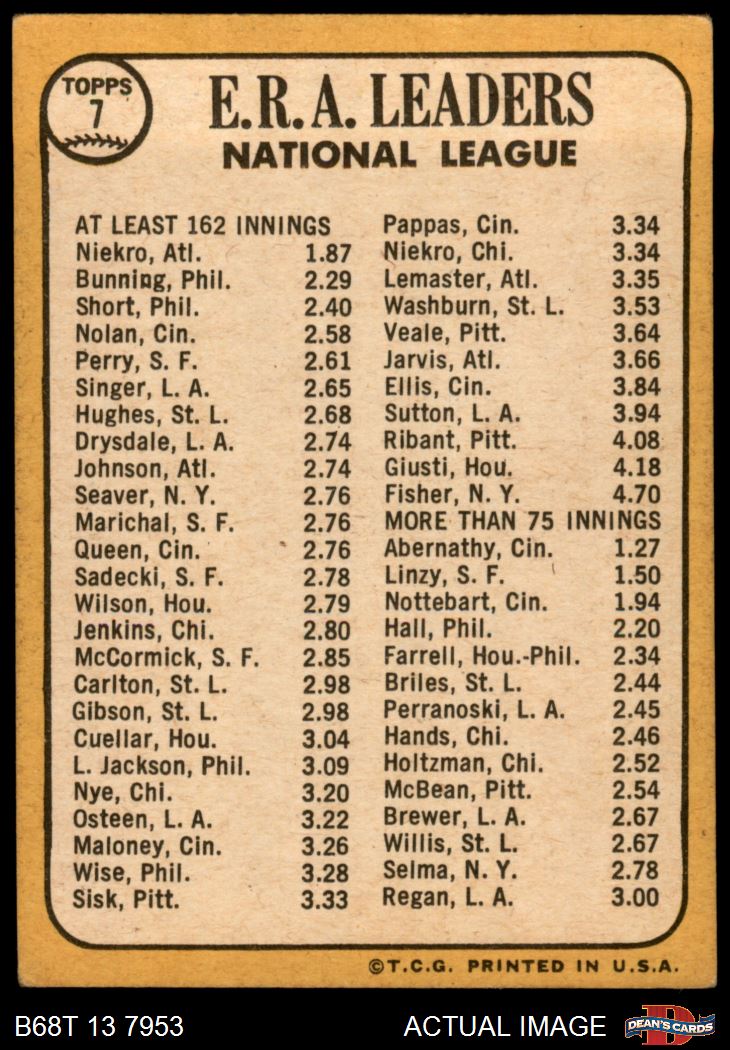 TOPPS
7
E.R.A. LEADERS
NATIONAL LEAGUE
AT LEAST 162 INNINGS
Niekro, Atl. 1.87
Bunning, Phil. 2.29
Short, Phil. 2.40
Nolan, Cin. 2.58
Perry, S. F. 2.61
Singer, L. A. 2.65
Hughes, St. L. 2.68
Drysdale, L. A. 2.74
Johnson, Atl. 2.74
Seaver, N. Y. 2.76
Marichal, S. F. 2.76
Queen, Cin. 2.76
Sadecki, S. F. 2.78
Wilson, Hou. 2.79
Jenkins, Chi. 2.80
McCormick, S. F. 2.85
Carlton, St. L. 2.98
Gibson, St. L. 2.98
Cuellar, Hou. 3.04
L. Jackson, Phil. 3.09
Nye, Chi. 3.20
Osteen, L. A. 3.22
Maloney, Cin. 3.26
Wise, Phil. 3.28
Sisk, Pitt. 3.33
Pappas, Cin. 3.34
Niekro, Chi. 3.34
Lemaster, Atl. 3.35
Washburn, St. L. 3.53
Veale, Pitt. 3.64
Jarvis, Atl. 3.66
Ellis, Cin. 3.84
Sutton, L. A. 3.94
Ribant, Pitt. 4.08
Giusti, Hou. 4.18
Fisher, N. Y. 4.70
MORE THAN 75 INNINGS
Abernathy, Cin. 1.27
Linzy, S. F. 1.50
Nottebart, Cin. 1.94
Hall, Phil. 2.20
Farrell, Hou.-Phil. 2.34
Briles, St. L. 2.44
Perranoski, L. A. 2.45
Hands, Chi. 2.46
Holtzman, Chi. 2.52
McBean, Pitt. 2.54
Brewer, L. A. 2.67
Willis, St. L. 2.67
Selma, N. Y. 2.78
Regan, L. A. 3.00
©T.C.G. PRINTED IN U.S.A.
B68T 13 7953 ACTUAL IMAGE
D
DEAN'S CARDS